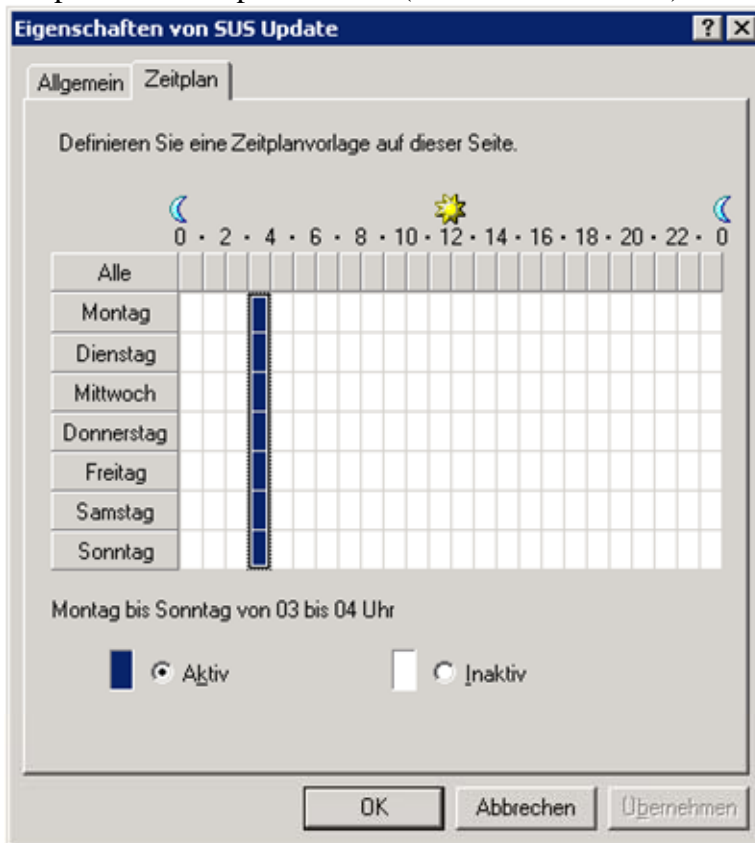 Eigenschaften von SUS Update
Allgemein Zeitplan
Definieren Sie eine Zeitplanvorlage auf dieser Seite.
0 · 2 · 4 · 6 · 8 · 10 · 12 · 14 · 16 · 18 · 20 · 22 · 0
Alle
Montag
Dienstag
Mittwoch
Donnerstag
Freitag
Samstag
Sonntag
Montag bis Sonntag von 03 bis 04 Uhr
Aktiv Inaktiv
OK Abbrechen Übernehmen